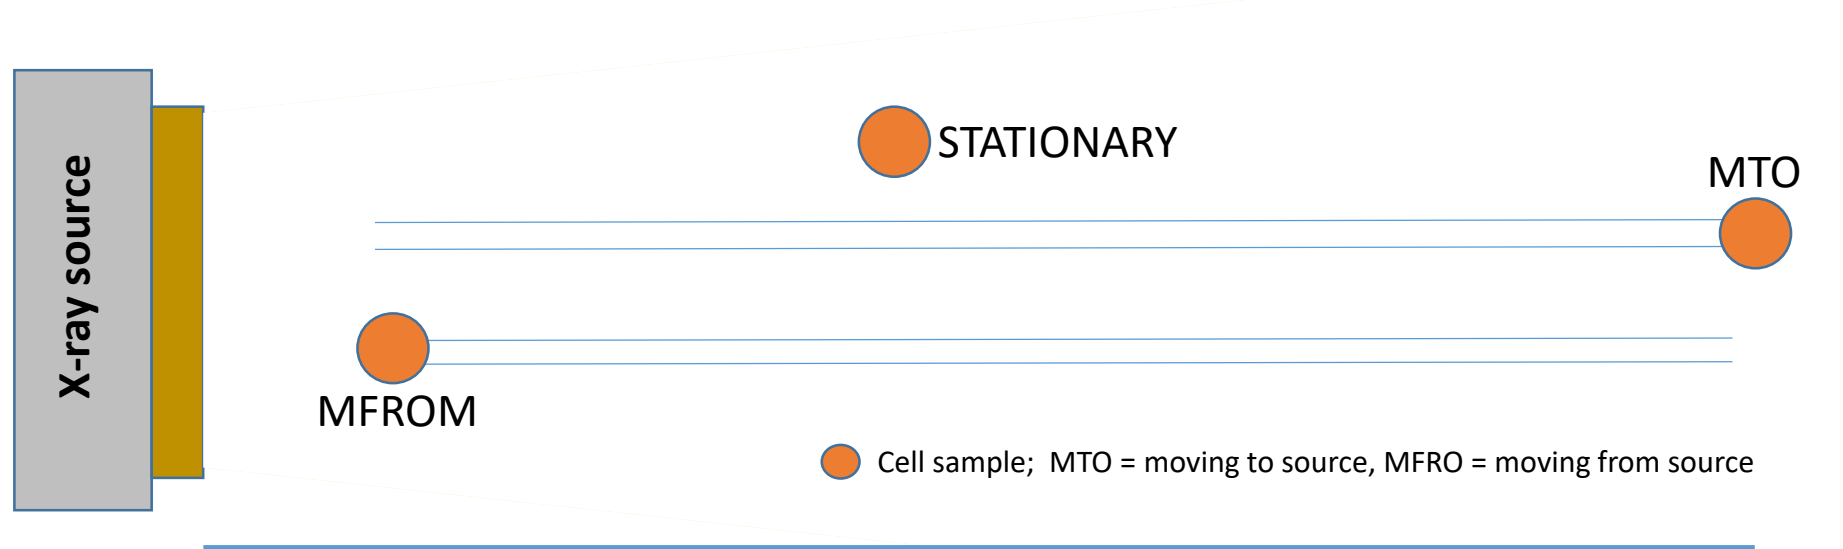 X-ray source
STATIONARY
MTO
MFROM
Cell sample;  MTO = moving to source, MFRO = moving from source